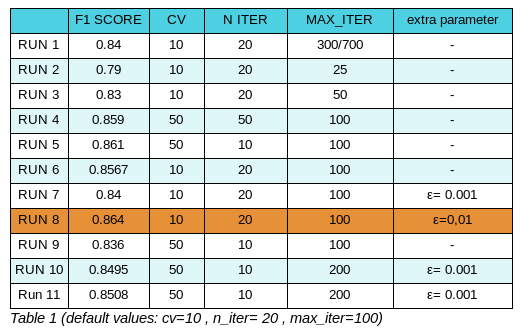 F1 SCORE CV N ITER MAX_ITER extra parameter
RUN 1 0.84 10 20 300/700 -
RUN 2 0.79 10 20 25 -
RUN 3 0.83 10 20 50 -
RUN 4 0.859 50 50 100 -
RUN 5 0.861 50 10 100 -
RUN 6 0.8567 10 20 100 -
RUN 7 0.84 10 20 100 ε= 0.001
RUN 8 0.864 10 20 100 ε=0,01
RUN 9 0.836 50 10 100 -
RUN 10 0.8495 50 10 200 ε= 0.001
Run 11 0.8508 50 10 200 ε= 0.001
Table 1 (default values: cv=10 , n_iter= 20 , max_iter=100)